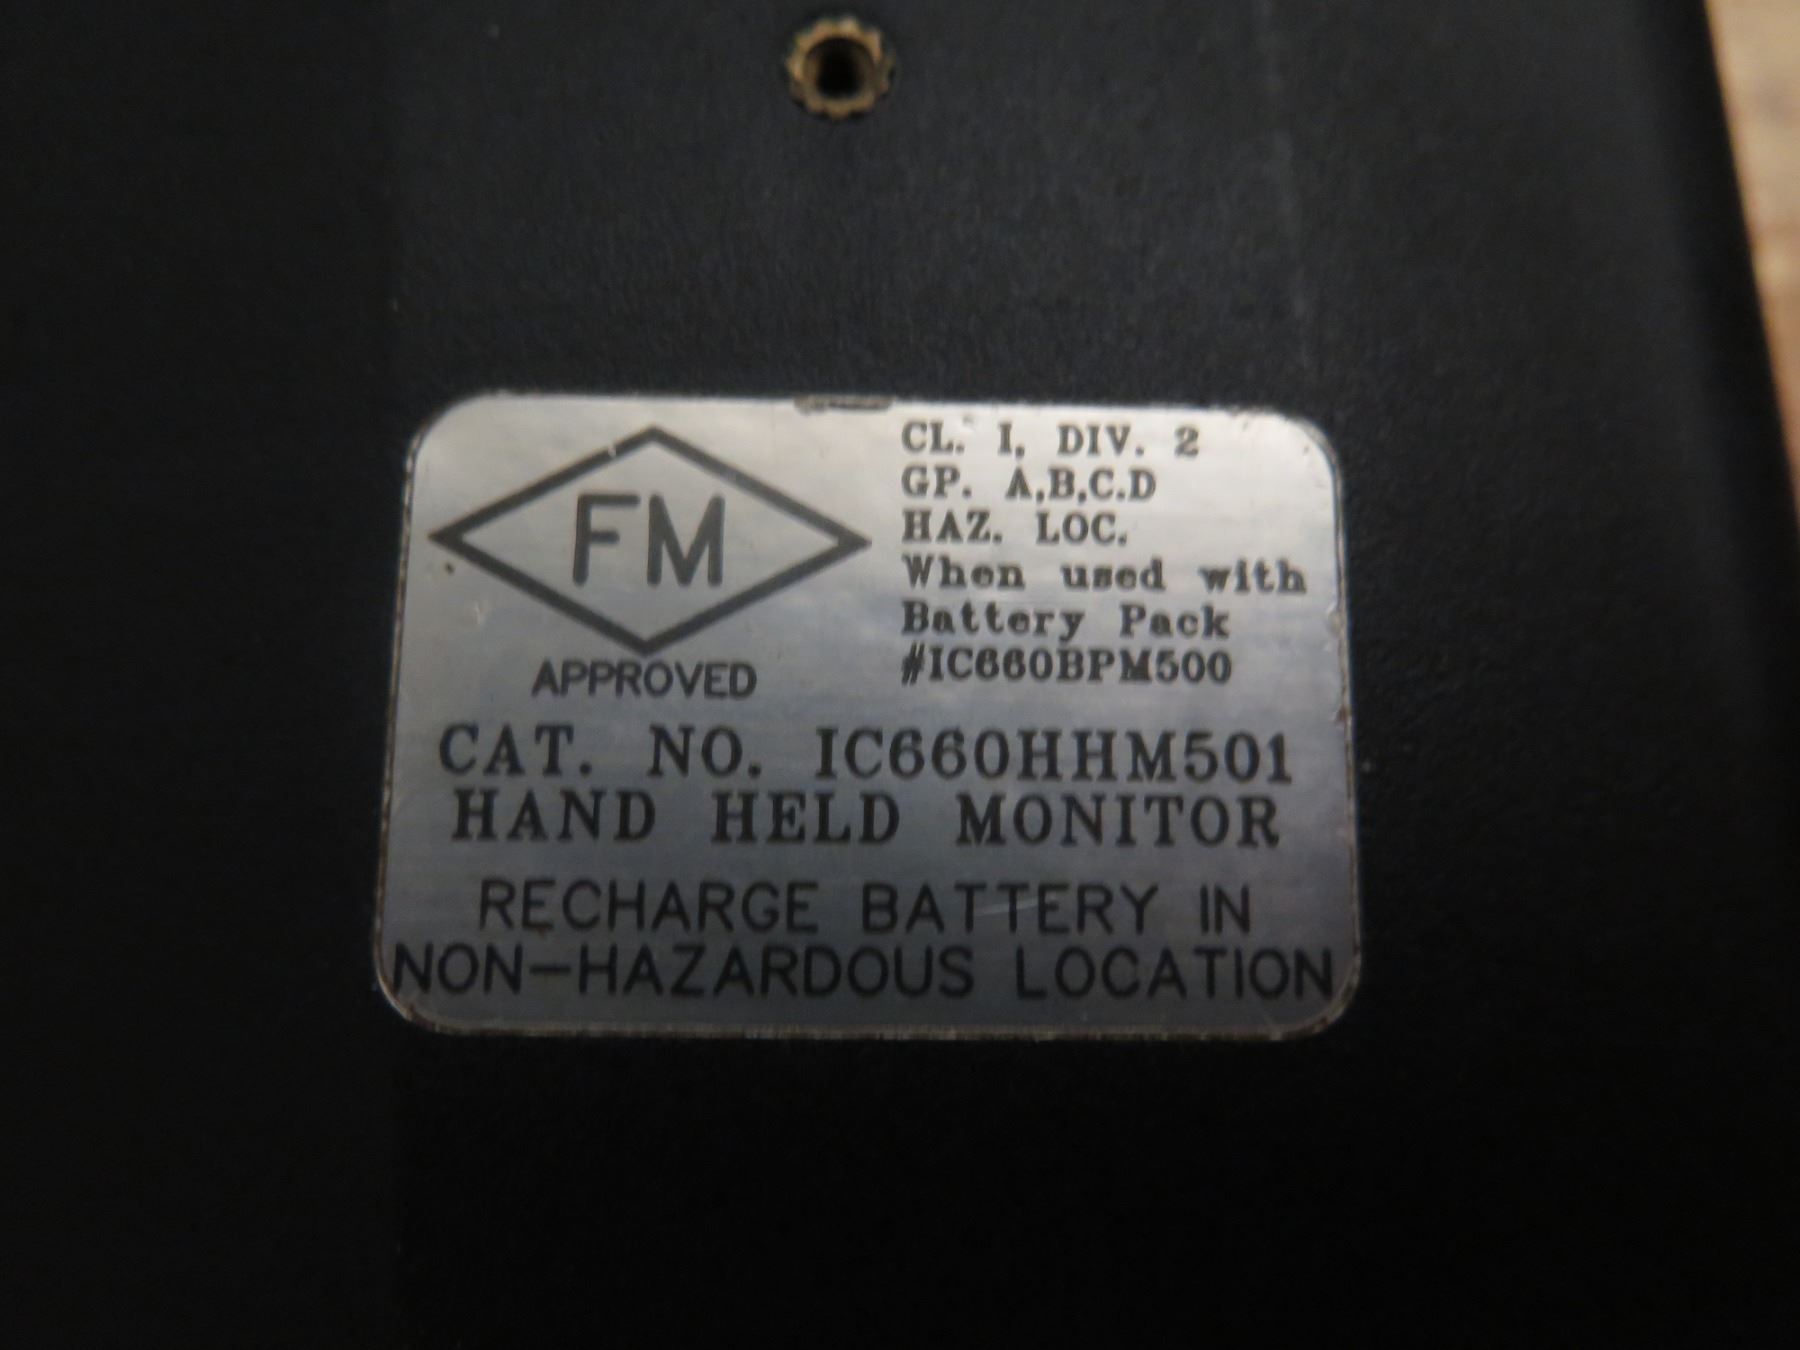 FM
APPROVED
CL. I, DIV. 2
GP. A,B,C,D
HAZ. LOC.
When used with
Battery Pack
#IC660BPM500
CAT. NO. IC660HHM501
HAND HELD MONITOR
RECHARGE BATTERY IN
NON-HAZARDOUS LOCATION